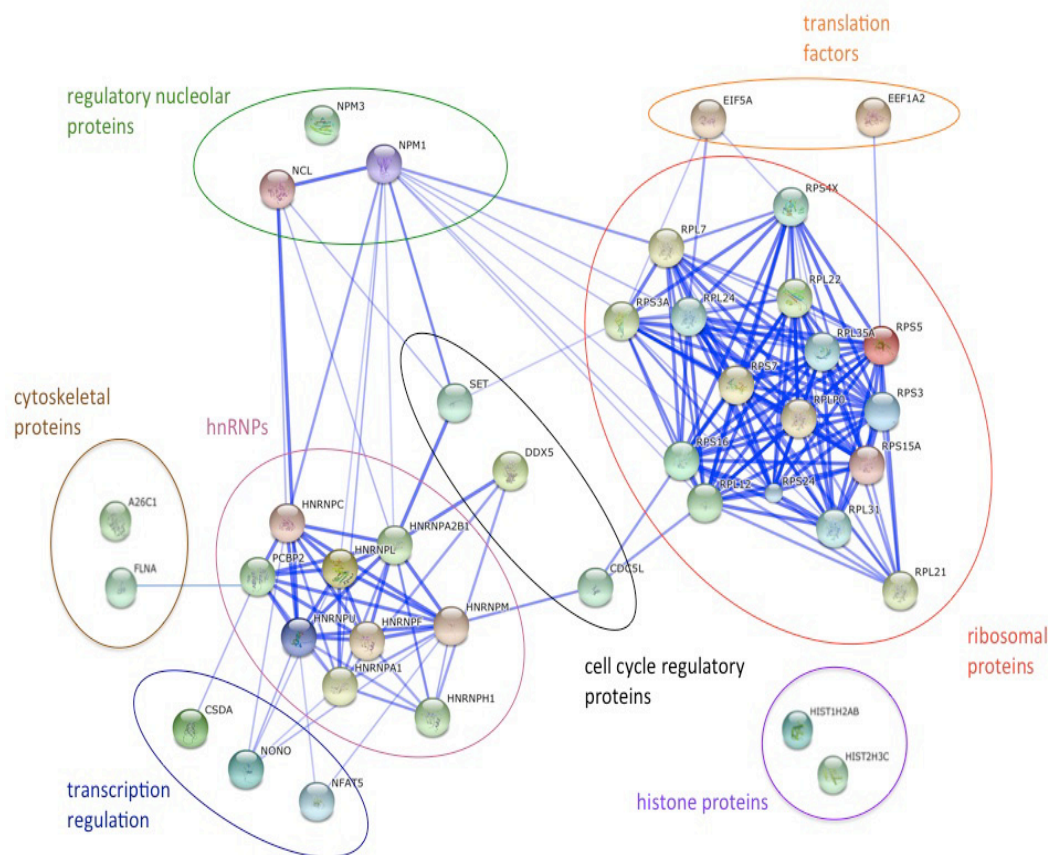 translation
factors
regulatory nucleolar
proteins
NPM3
EIF5A
EEF1A2
NPM1
NCL
RPS4X
RPL7
RPL22
RPS3A
RPL24
RPL35A
RPS5
RPS7
SET
RPLP0
RPS3
cytoskeletal
proteins
hnRNPs
RPS16
RPS15A
DDX5
RPL12
RPS24
A26C1
HNRNPC
RPL31
HNRNPA2B1
HNRNPL
PCBP2
FLNA
CDC5L
RPL21
HNRNPM
HNRNPU
HNRNPF
ribosomal
proteins
HNRNPA1
cell cycle regulatory
proteins
HNRNPH1
CSDA
HIST1H2AB
NONO
HIST2H3C
NFAT5
transcription
regulation
histone proteins